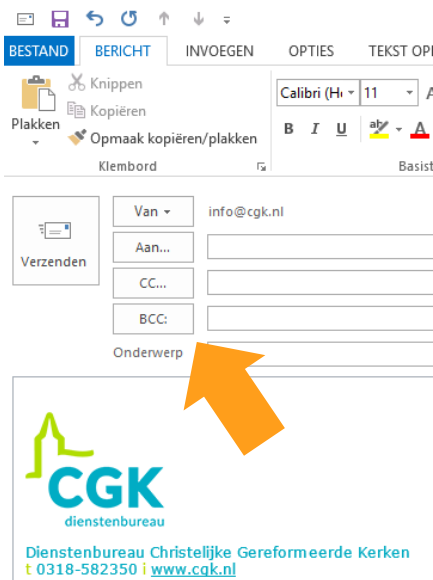 BESTAND BERICHT INVOEGEN OPTIES TEKST OP
Knippen
Kopiëren
Plakken
Opmaak kopiëren/plakken
Klembord
Calibri (H 11
B I U ab A
Basist
Van info@cgk.nl
Aan...
CC...
BCC:
Verzenden
Onderwerp
CGK
dienstenbureau
Dienstenbureau Christelijke Gereformeerde Kerken
t 0318-582350 i www.cgk.nl